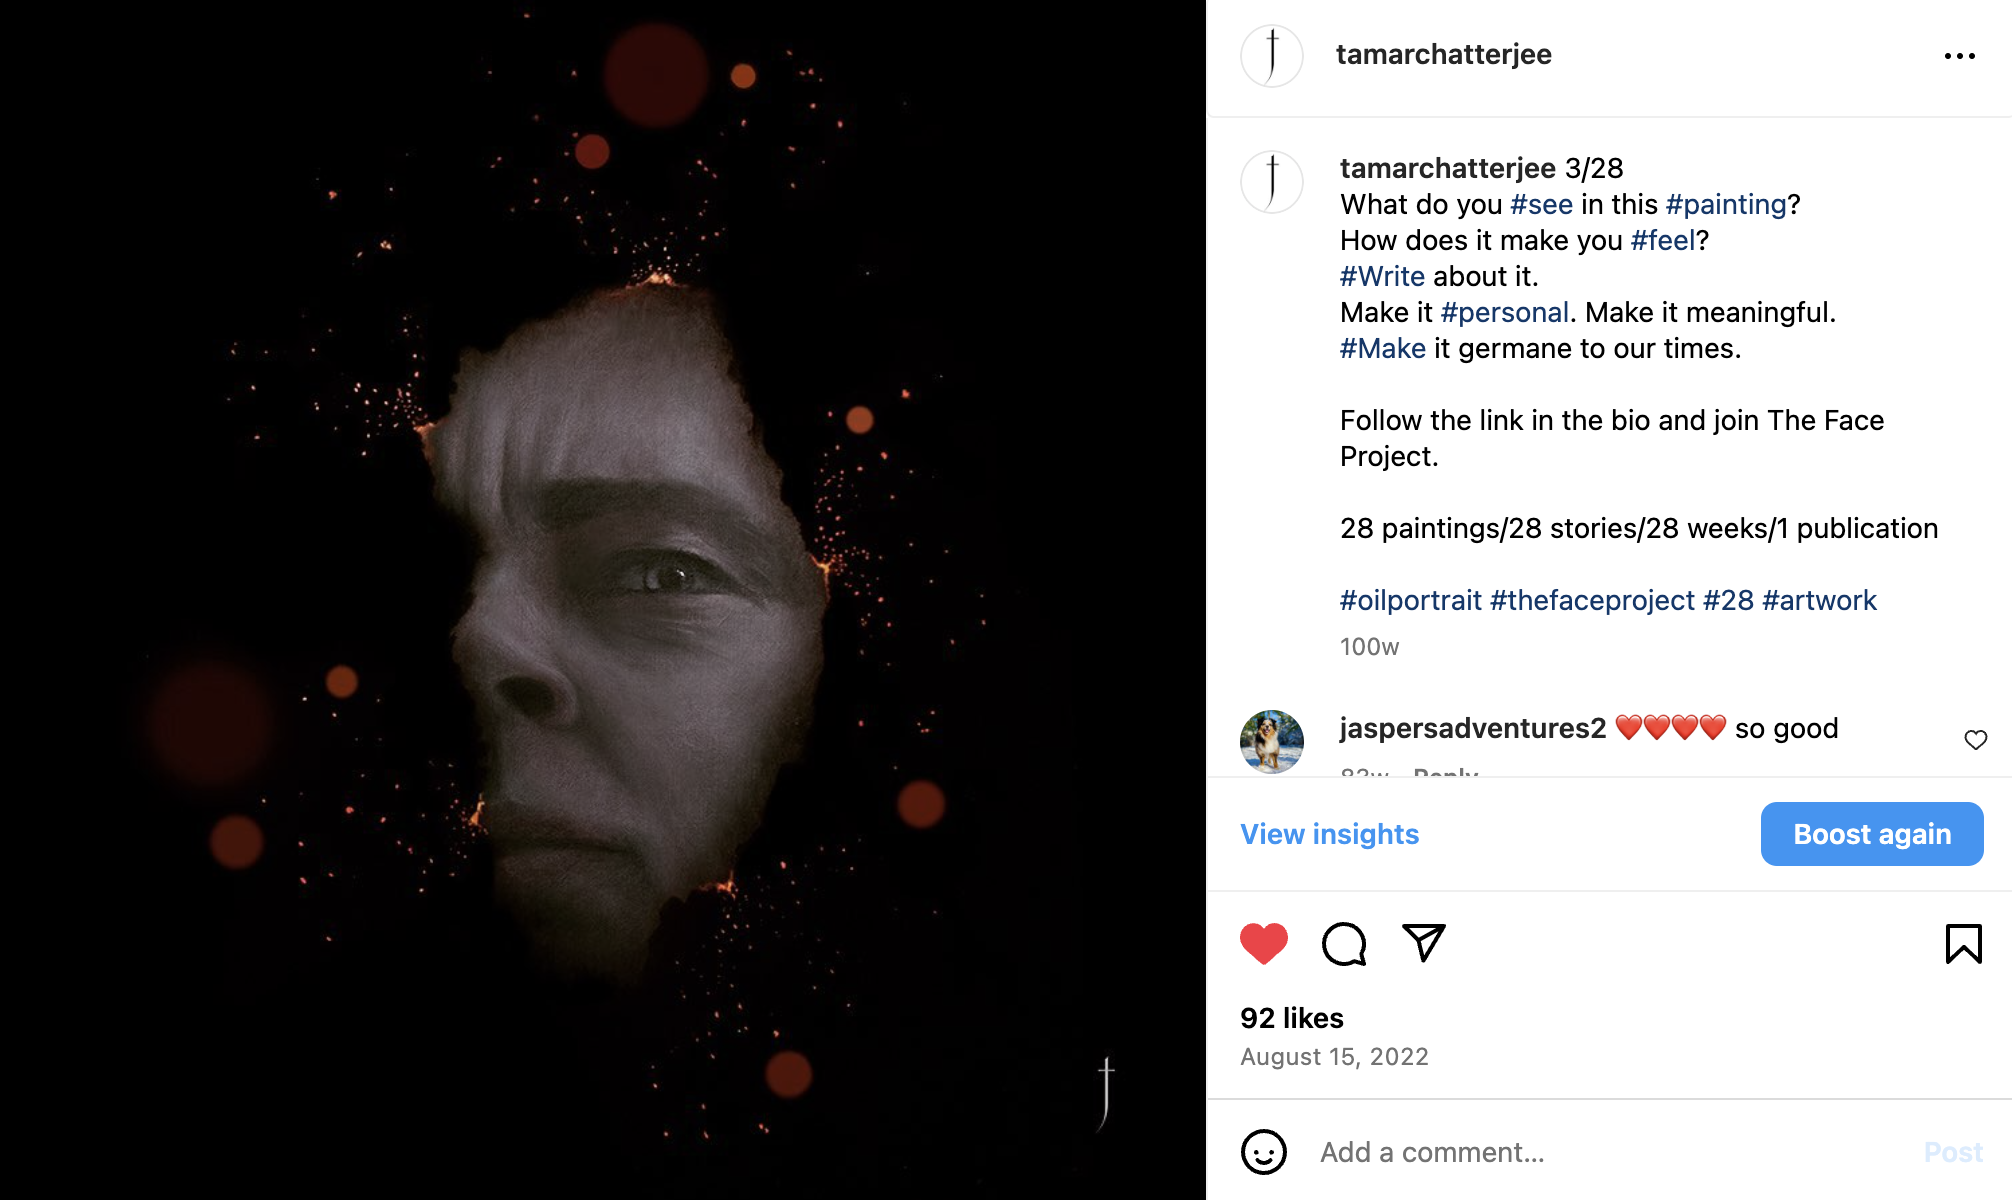 tamarchatterjee
tamarchatterjee 3/28
What do you #see in this #painting?
How does it make you #feel?
#Write about it.
Make it #personal. Make it meaningful.
#Make it germane to our times.
Follow the link in the bio and join The Face
Project.
28 paintings/28 stories/28 weeks/1 publication
#oilportrait #thefaceproject #28 #artwork
100w
jaspersadventures2 ❤️❤️❤️❤️ so good
83w Reply
View insights
Boost again
92 likes
August 15, 2022
Add a comment...
Post